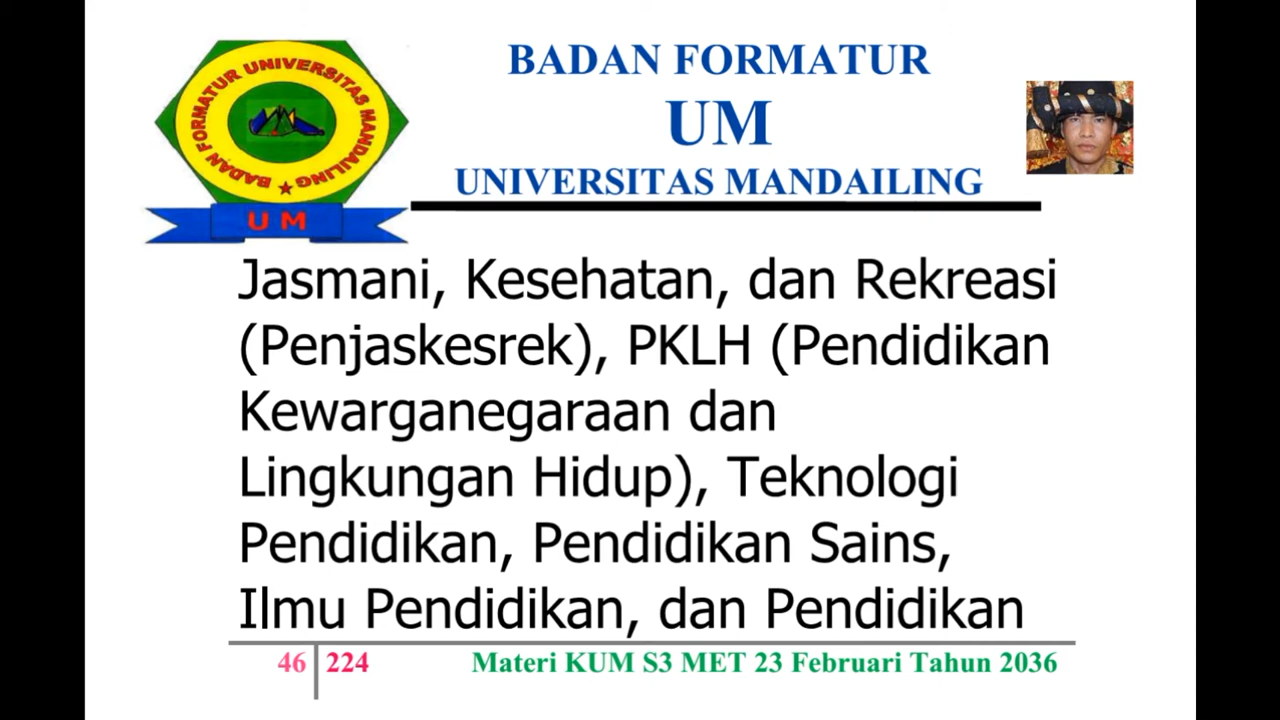 BADAN FORMATUR UNIVERSITAS MANDAILING
UM
BADAN FORMATUR
UM
UNIVERSITAS MANDAILING
Jasmani, Kesehatan, dan Rekreasi
(Penjaskesrek), PKLH (Pendidikan
Kewarganegaraan dan
Lingkungan Hidup), Teknologi
Pendidikan, Pendidikan Sains,
Ilmu Pendidikan, dan Pendidikan
46 224 Materi KUM S3 MET 23 Februari Tahun 2036